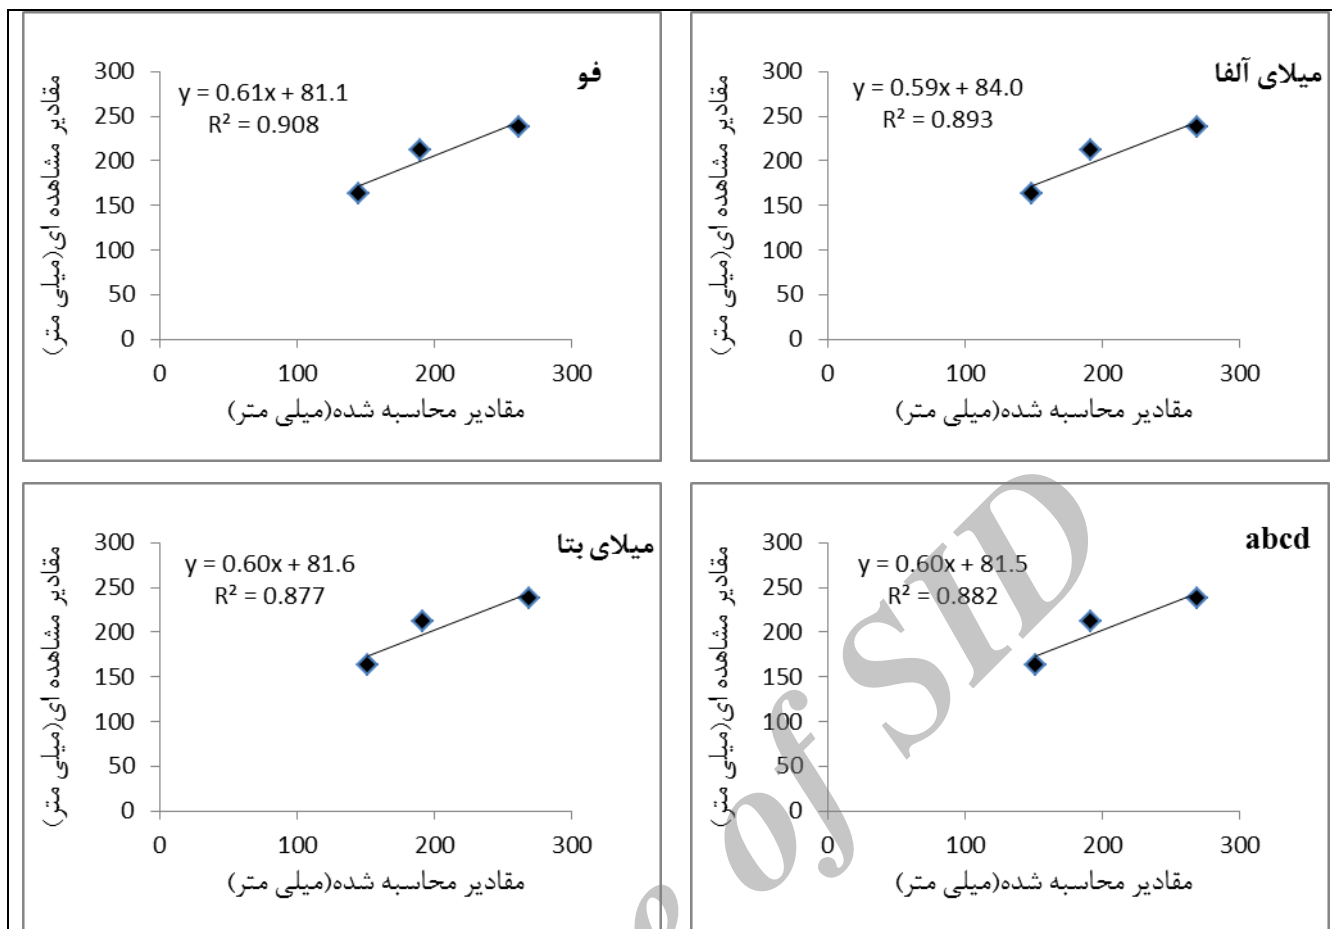 فو
y = 0.61x + 81.1
R² = 0.908
300
250
200
150
100
50
0
0 100 200 300
مقادیر مشاهده ای(میلی متر)
مقادیر محاسبه شده(میلی متر)
میلای آلفا
y = 0.59x + 84.0
R² = 0.893
300
250
200
150
100
50
0
0 100 200 300
مقادیر مشاهده ای(میلی متر)
مقادیر محاسبه شده(میلی متر)
میلای بتا
y = 0.60x + 81.6
R² = 0.877
300
250
200
150
100
50
0
0 100 200 300
مقادیر مشاهده ای(میلی متر)
مقادیر محاسبه شده(میلی متر)
abcd
y = 0.60x + 81.5
R² = 0.882
300
250
200
150
100
50
0
0 100 200 300
مقادیر مشاهده ای(میلی متر)
مقادیر محاسبه شده(میلی متر)
of SID